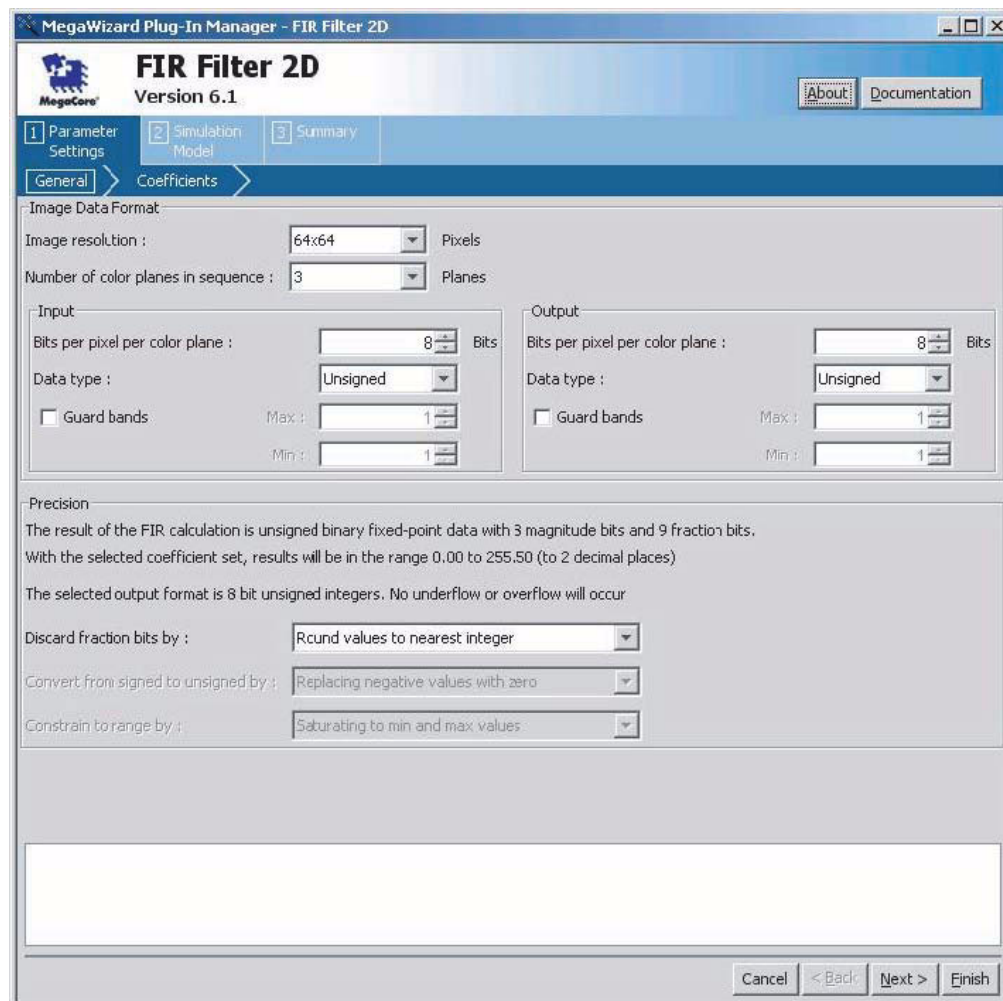 MegaWizard Plug-In Manager - FIR Filter 2D
MegaCore®
FIR Filter 2D
Version 6.1
About
Documentation
1 Parameter Settings
2 Simulation Model
3 Summary
General
Coefficients
Image Data Format
Image resolution : 64x64 Pixels
Number of color planes in sequence : 3 Planes
Input
Bits per pixel per color plane : 8 Bits
Data type : Unsigned
Guard bands Max : 1
Min : 1
Output
Bits per pixel per color plane : 8 Bits
Data type : Unsigned
Guard bands Max : 1
Min : 1
Precision
The result of the FIR calculation is unsigned binary fixed-point data with 8 magnitude bits and 9 fraction bits.
With the selected coefficient set, results will be in the range 0.00 to 255.50 (to 2 decimal places)
The selected output format is 8 bit unsigned integers. No underflow or overflow will occur
Discard fraction bits by : Round values to nearest integer
Convert from signed to unsigned by : Replacing negative values with zero
Constrain to range by : Saturating to min and max values
Cancel
< Back
Next >
Finish